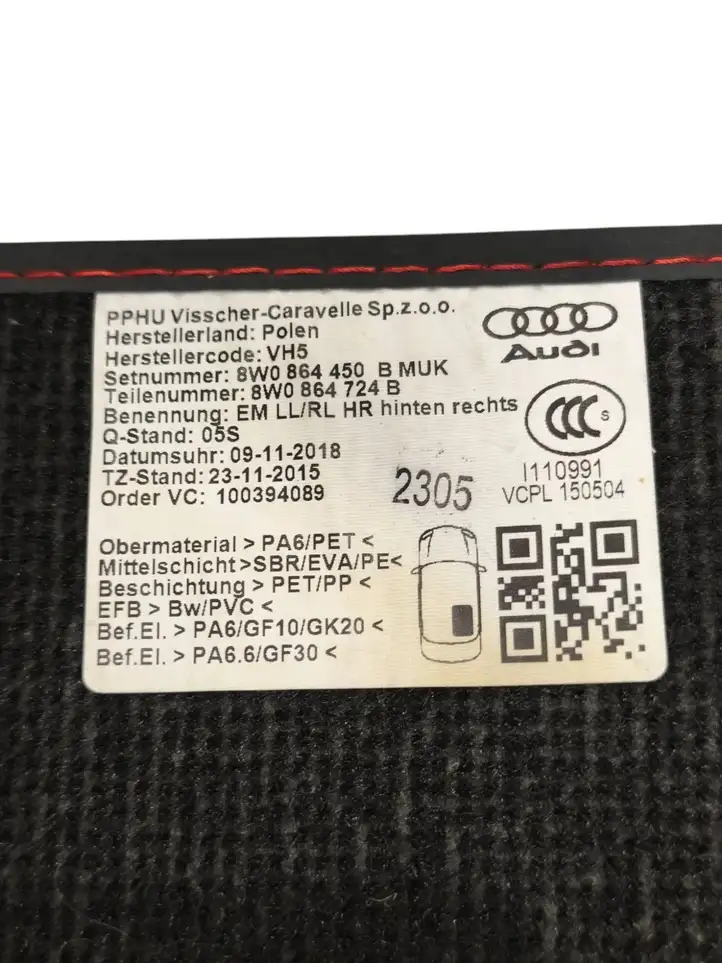 PPHU Visscher-Caravelle Sp.z.o.o.
Herstellerland: Polen
Herstellercode: VH5
Setnummer: 8W0 864 450 B MUK
Teilenummer: 8W0 864 724 B
Benennung: EM LL/RL HR hinten rechts
Q-Stand: 05S
Datumsuhr: 09-11-2018
TZ-Stand: 23-11-2015
Order VC: 100394089
Audi
CCC S
2305
I110991
VCPL 150504
Obermaterial > PA6/PET <
Mittelschicht>SBR/EVA/PE<
Beschichtung > PET/PP <
EFB > Bw/PVC <
Bef.El. > PA6/GF10/GK20 <
Bef.El. > PA6.6/GF30 <